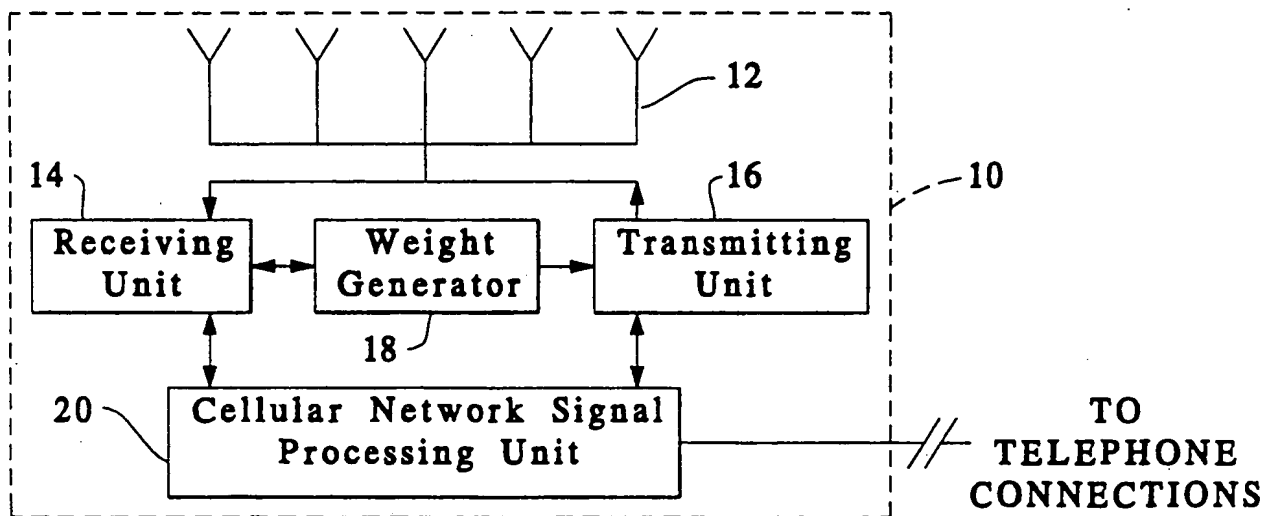 12
14
16
10
Receiving
Unit
Weight
Generator
Transmitting
Unit
18
20
Cellular Network Signal
Processing Unit
TO
TELEPHONE
CONNECTIONS